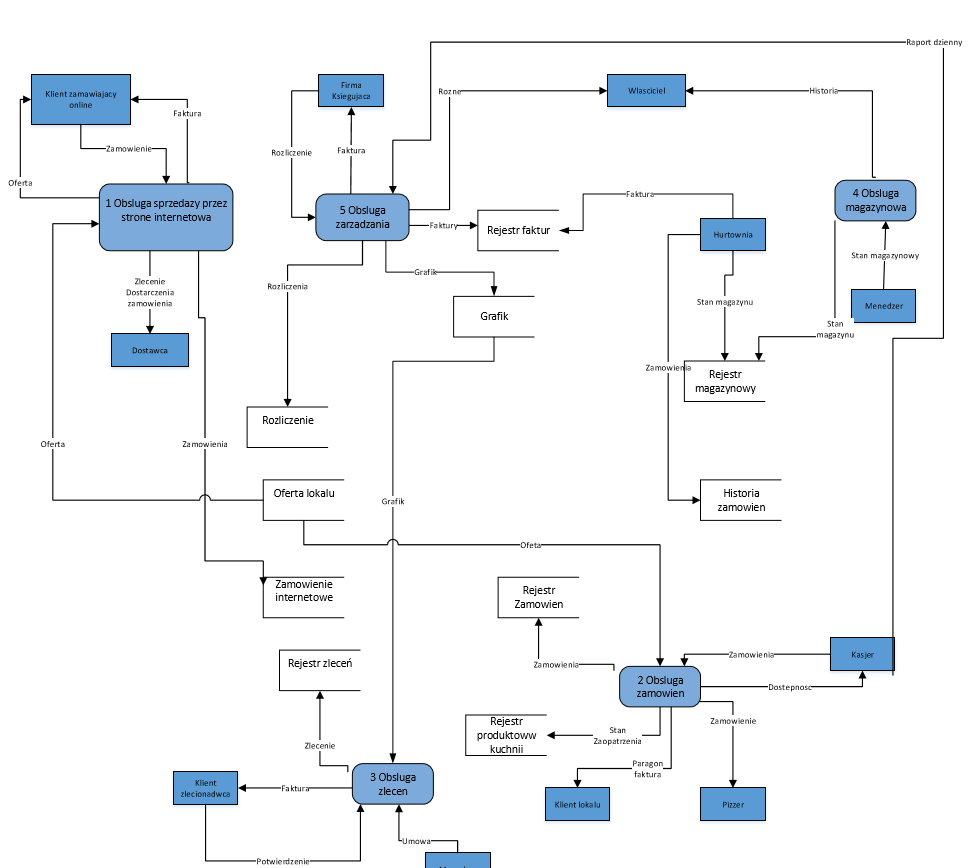 Raport dzienny
Klient zamawiajacy
online
Firma
Ksiegujaca
Rozne
Wlasciciel
Historia
Faktura
Zamowienie
Rozliczenie
Faktura
Oferta
1 Obsluga sprzedazy przez
strone internetowa
5 Obsluga
zarzadzania
Faktury
Rejestr faktur
Faktura
4 Obsluga
magazynowa
Hurtownia
Stan magazynowy
Zlecenie
Dostarczenia
zamowienia
Rozliczenia
Grafik
Stan magazynu
Menedzer
Grafik
Stan
magazynu
Dostawca
Zamowienia
Rejestr
magazynowy
Rozliczenie
Oferta
Zamowienia
Oferta lokalu
Grafik
Historia
zamowien
Ofeta
Zamowienie
internetowe
Rejestr
Zamowien
Rejestr zleceń
Zamowienia
Zamowienia
Kasjer
2 Obsluga
zamowien
Dostepnosc
Rejestr
produktoww
kuchnii
Stan
Zaopatrzenia
Zamowienie
Zlecenie
Paragon
faktura
3 Obsluga
zlecen
Klient
zlecionadwca
Faktura
Klient lokalu
Pizzer
Umowa
Potwierdzenie